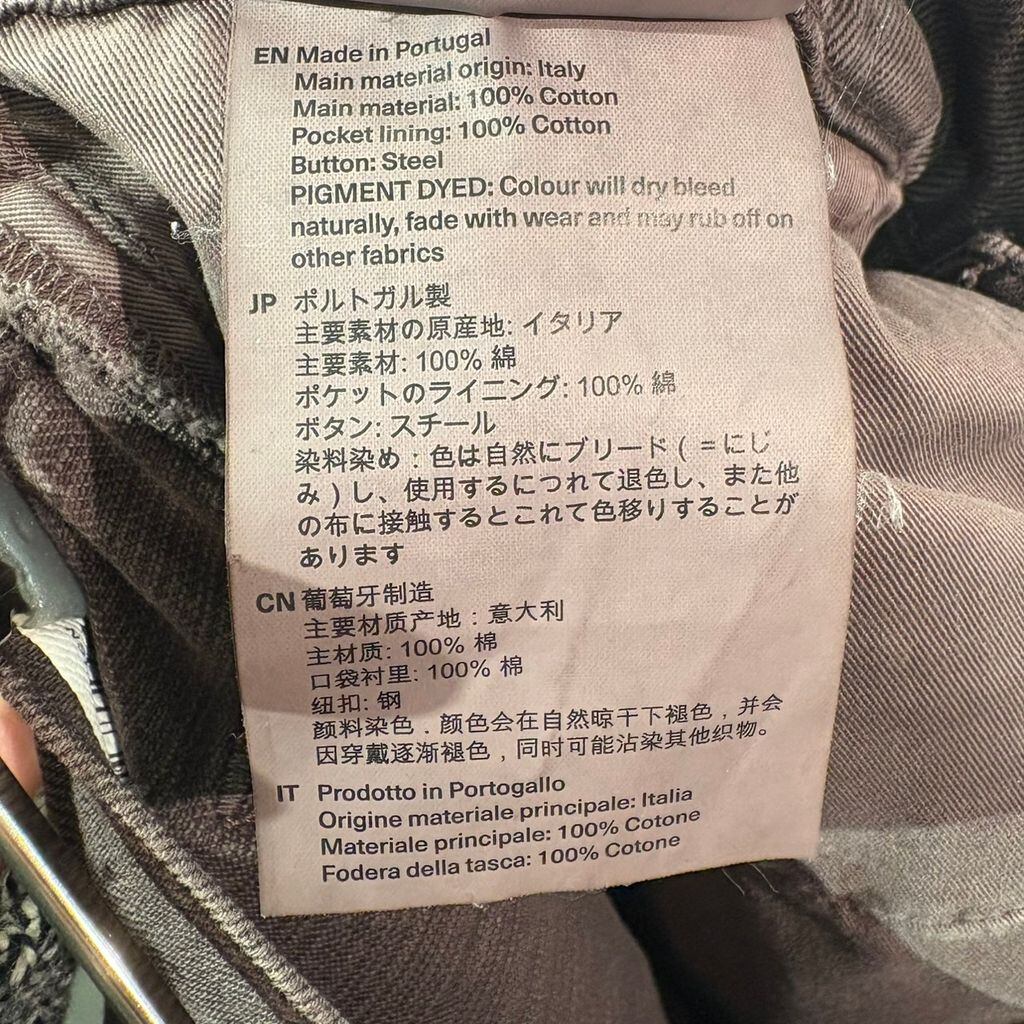 EN Made in Portugal
Main material origin: Italy
Main material: 100% Cotton
Pocket lining: 100% Cotton
Button: Steel
PIGMENT DYED: Colour will dry bleed
naturally, fade with wear and may rub off on
other fabrics
JP ポルトガル製
主要素材の原産地: イタリア
主要素材: 100% 綿
ポケットのライニング: 100% 綿
ボタン: スチール
染料染め : 色は自然にブリード ( = にじ
み ) し、使用するにつれて退色し、また他
の布に接触するとこれて色移りすることが
あります
CN 葡萄牙制造
主要材质产地 : 意大利
主材质: 100% 棉
口袋衬里: 100% 棉
纽扣: 钢
颜料染色 . 颜色会在自然晾干下褪色 , 并会
因穿戴逐渐褪色 , 同时可能沾染其他织物。
IT Prodotto in Portogallo
Origine materiale principale: Italia
Materiale principale: 100% Cotone
Fodera della tasca: 100% Cotone